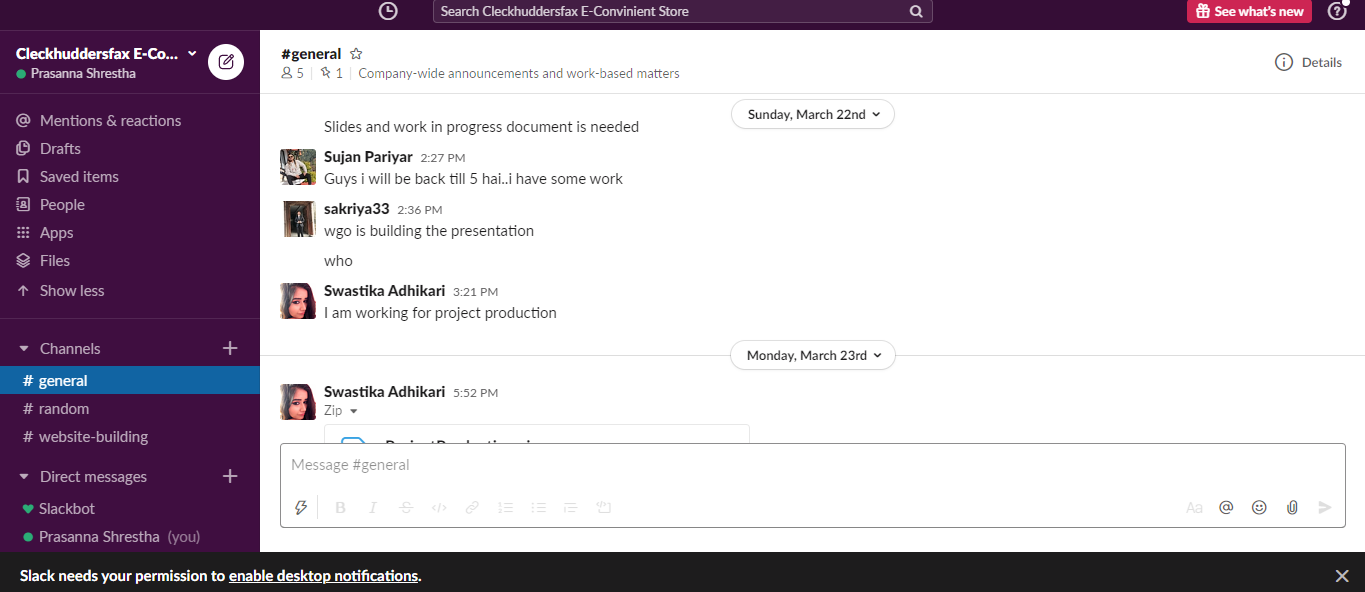 Search Cleckhuddersfax E-Convinient Store
See what's new
Cleckhuddersfax E-Co...
Prasanna Shrestha
Mentions & reactions
Drafts
Saved items
People
Apps
Files
Show less
Channels
# general
# random
# website-building
Direct messages
Slackbot
Prasanna Shrestha (you)
#general
5 | 1 | Company-wide announcements and work-based matters
Details
Sunday, March 22nd
Slides and work in progress document is needed
Sujan Pariyar 2:27 PM
Guys i will be back till 5 hai..i have some work
sakriya33 2:36 PM
wgo is building the presentation
who
Swastika Adhikari 3:21 PM
I am working for project production
Monday, March 23rd
Swastika Adhikari 5:52 PM
Zip
Message #general
B I S </>
Aa @
Slack needs your permission to enable desktop notifications.